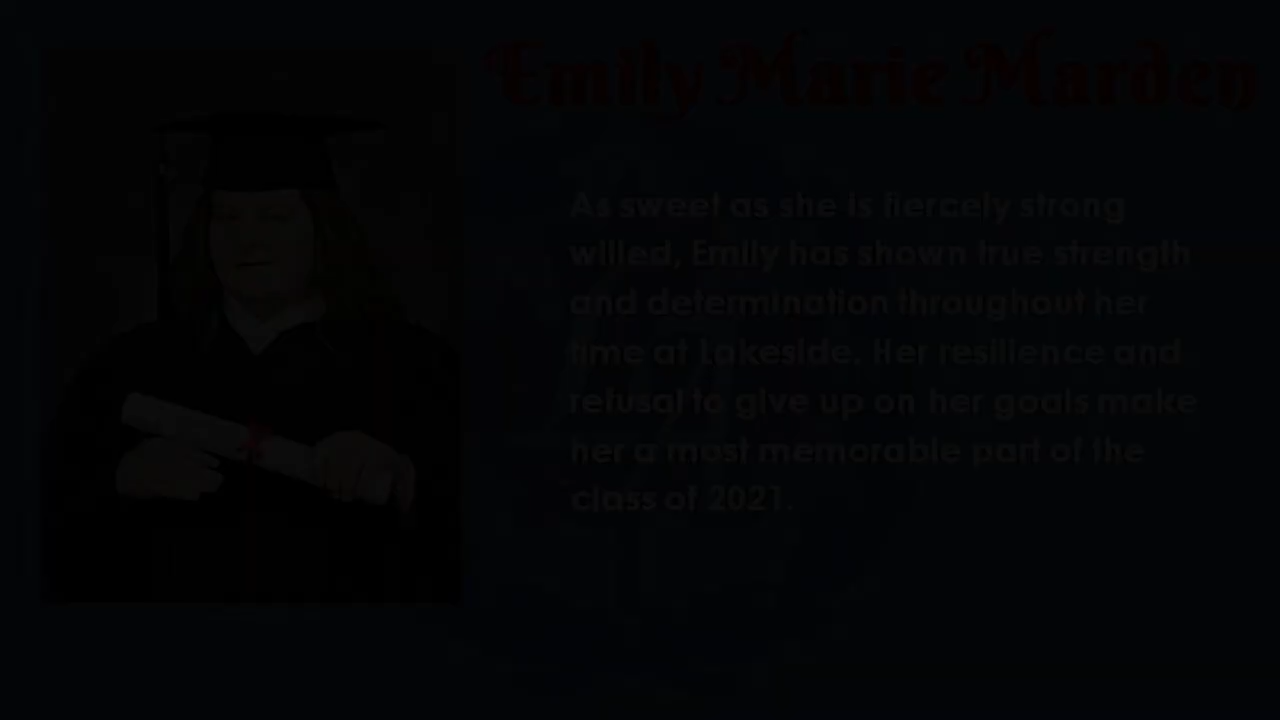 Emily Marie Marden
As sweet as she is fiercely strong
willed, Emily has shown true strength
and determination throughout her
time at Lakeside. Her resilience and
refusal to give up on her goals make
her a most memorable part of the
class of 2021.